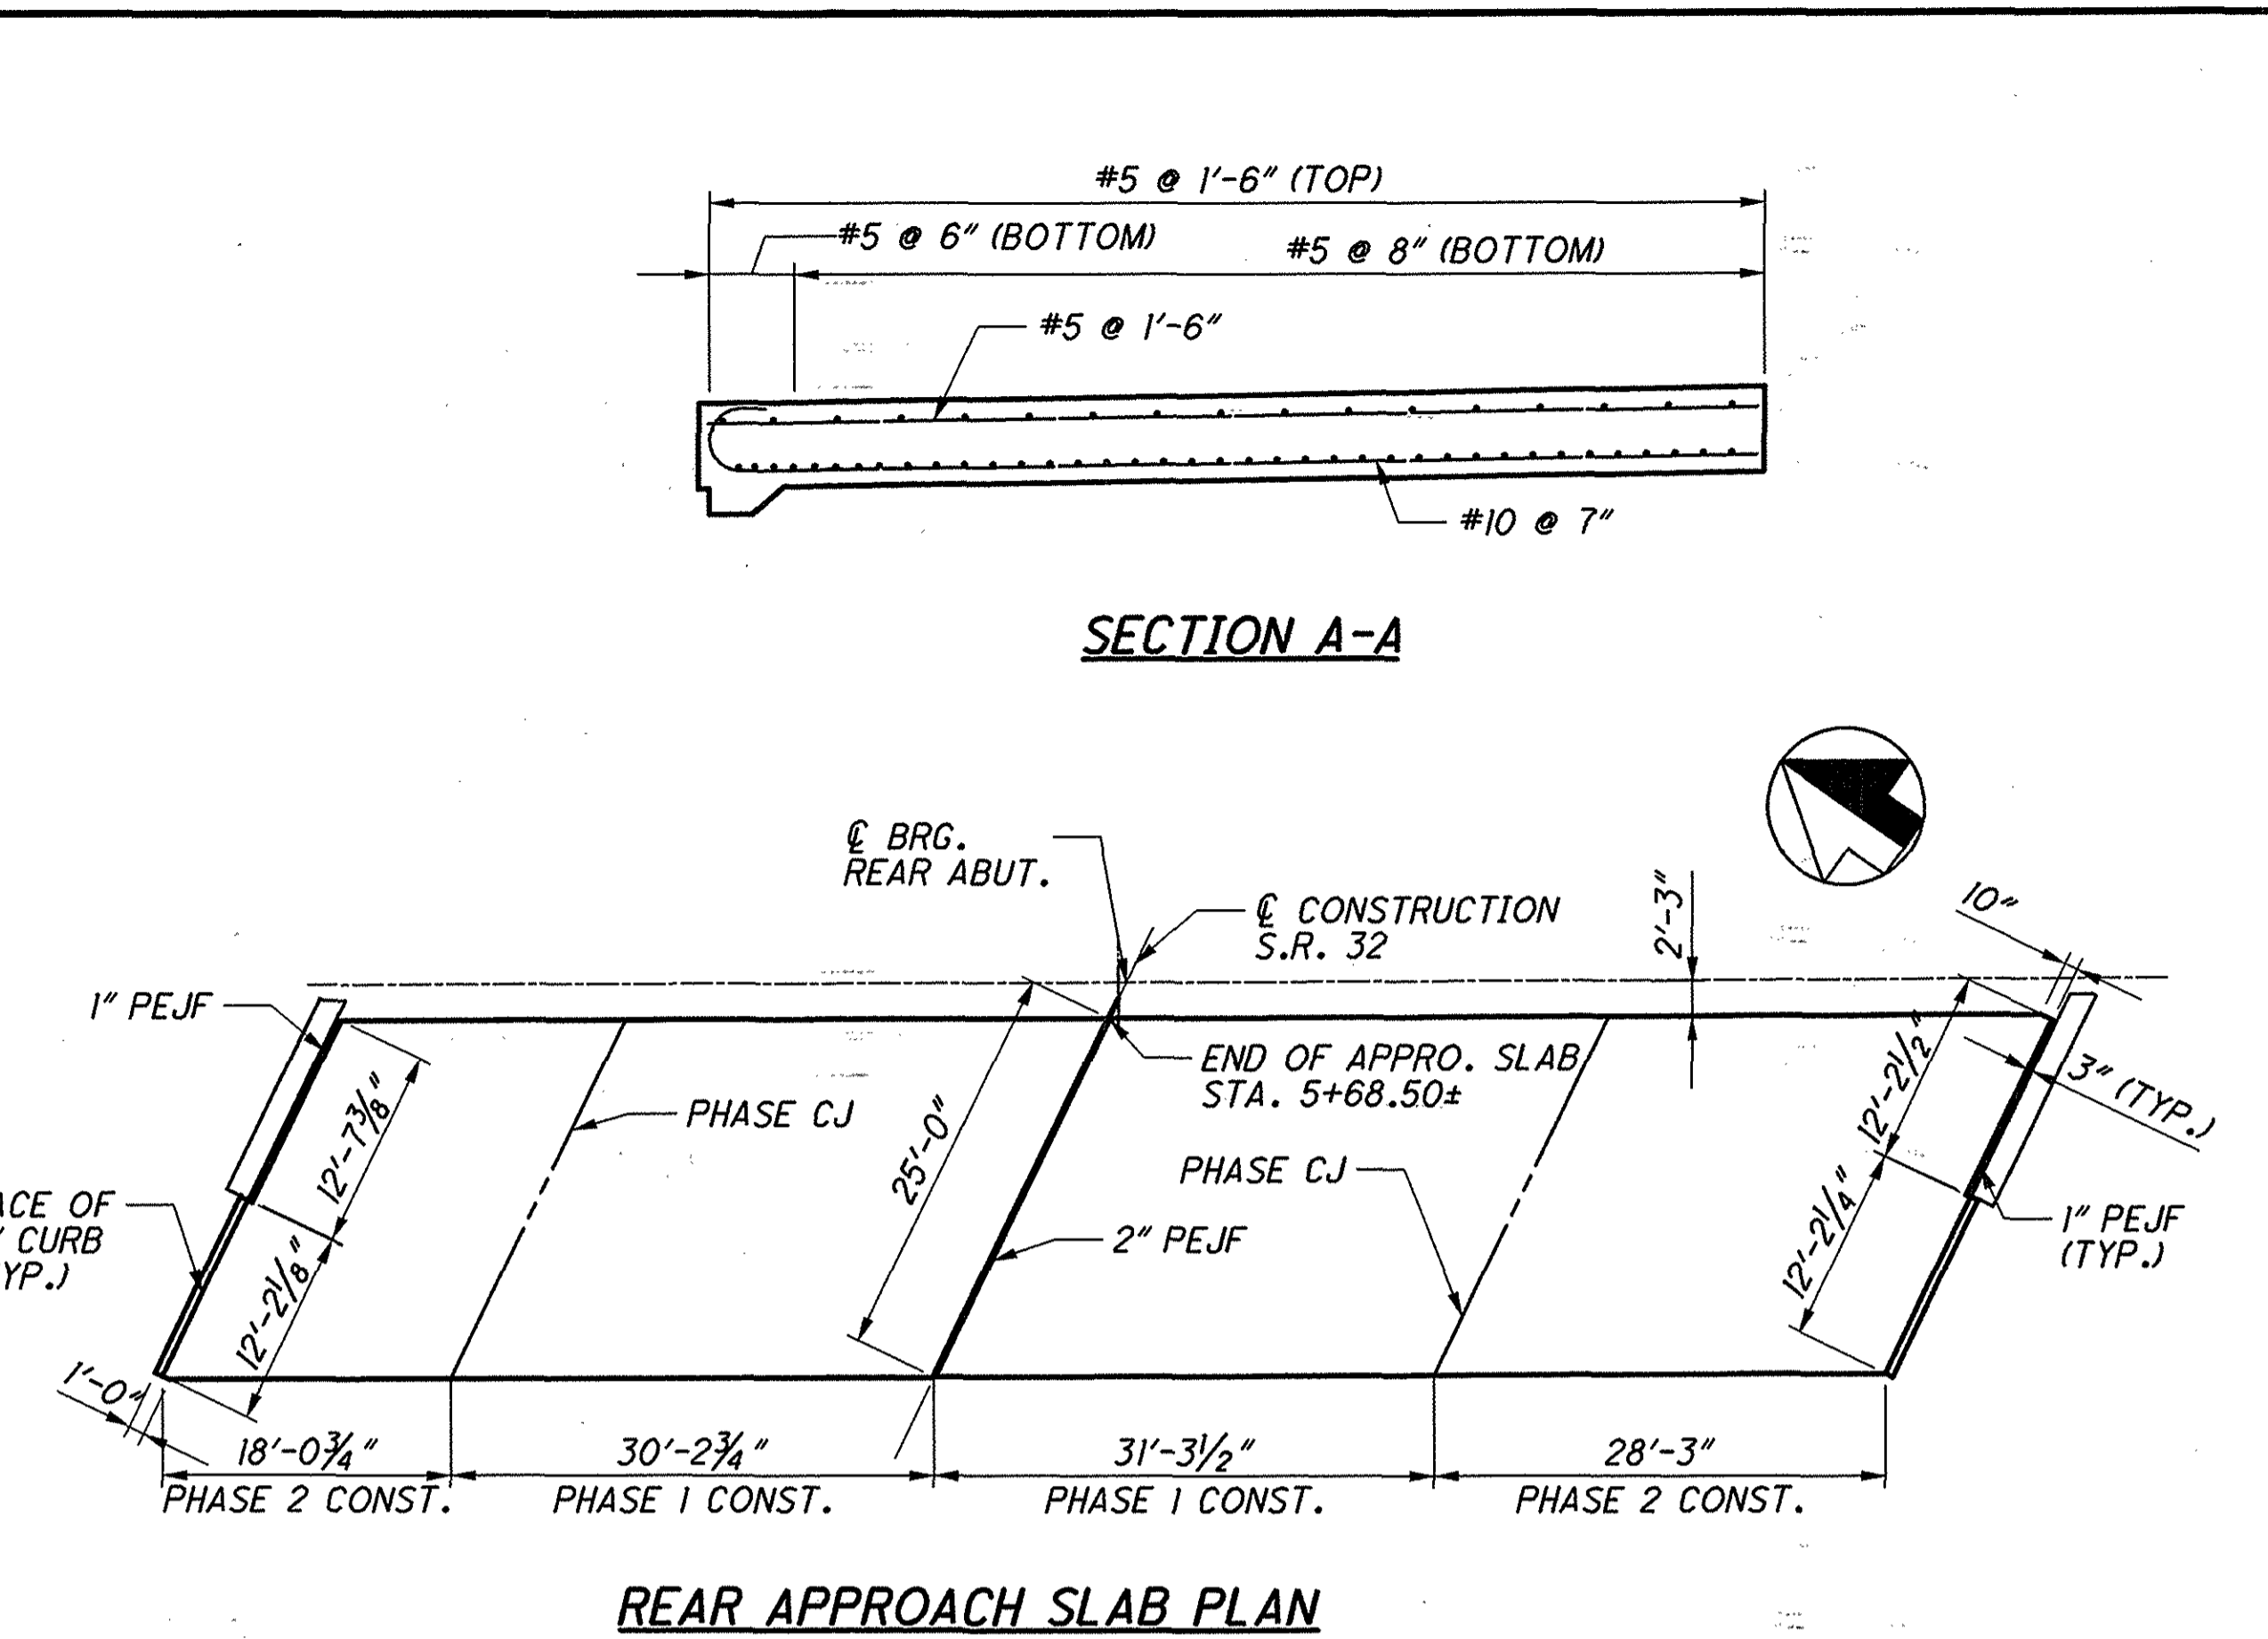 #5 @ 1'-6" (TOP)
#5 @ 6" (BOTTOM)
#5 @ 8" (BOTTOM)
#5 @ 1'-6"
#10 @ 7"
SECTION A-A
℄ BRG.
REAR ABUT.
℄ CONSTRUCTION
S.R. 32
2'-3"
10"
1" PEJF
END OF APPRO. SLAB
STA. 5+68.50±
3" (TYP.)
12'-7⅜"
PHASE CJ
25'-0"
12'-2½"
PHASE CJ
ACE OF
CURB
YP.)
2" PEJF
12'-2⅛"
12'-2¼"
1" PEJF
(TYP.)
1'-0"
18'-0¾"
30'-2¾"
31'-3½"
28'-3"
PHASE 2 CONST.
PHASE 1 CONST.
PHASE 1 CONST.
PHASE 2 CONST.
REAR APPROACH SLAB PLAN